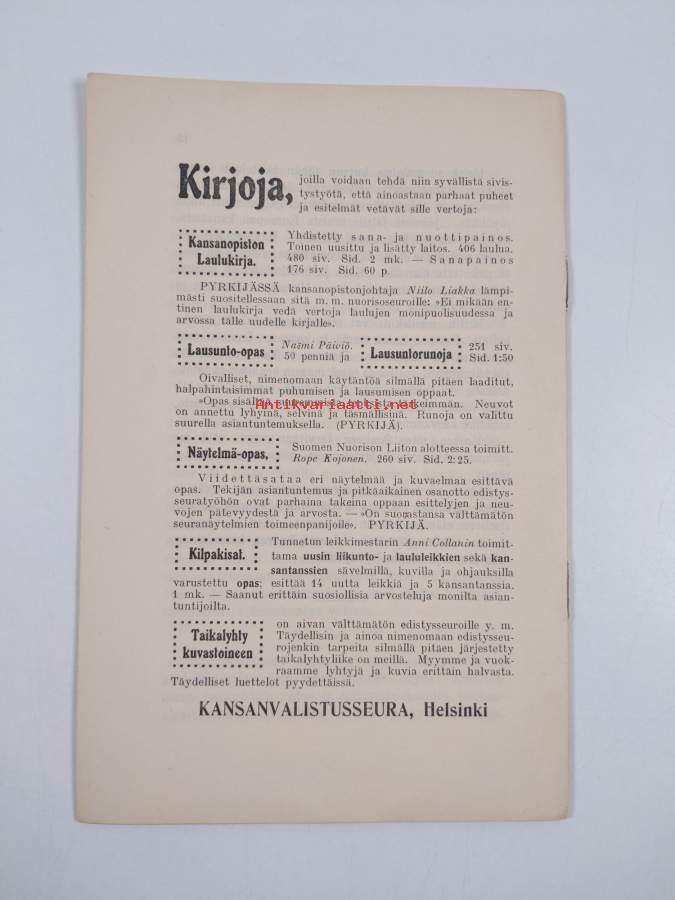 Kirjoja,
joilla voidaan tehdä niin syvällistä sivis-
tystyötä, että ainoastaan parhaat puheet
ja esitelmät vetävät sille vertoja:
Kansanopiston
Laulukirja.
Yhdistetty sana- ja nuottipainos.
Toinen uusittu ja lisätty laitos. 406 laulua.
480 siv. Sid. 2 mk. — Sanapainos
176 siv. Sid. 60 p.
PYRKIJÄSSÄ kansanopistonjohtaja Niilo Liakka lämpi-
mästi suositellessaan sitä m. m. nuorisoseuroille: »Ei mikään en-
tinen laulukirja vedä vertoja laulujen monipuolisuudessa ja
arvossa tälle uudelle kirjalle».
Lausunto-opas
Naëmi Päiviö.
50 penniä ja
Lausuntorunoja
251 siv.
Sid. 1:50
Oivalliset, nimenomaan käytäntöä silmällä pitäen laaditut,
halpahintaisimmat puhumisen ja lausumisen oppaat.
»Opas sisältää tärkeimmän. Neuvot
on annettu lyhyinä, selvinä ja täsmällisinä. Runoja on valittu
suurella asiantuntemuksella. (PYRKIJÄ).
Antikvariaatti.net
Näytelmä-opas,
Suomen Nuorison Liiton alotteessa toimitt.
Rope Kojonen. 260 siv. Sid. 2:25.
Viidettäsataa eri näytelmää ja kuvaelmaa esittävä
opas. Tekijän asiantuntemus ja pitkäaikainen osanotto edistys-
seuratyöhön ovat parhaina takeina oppaan esittelyjen ja neu-
vojen pätevyydestä ja arvosta. — »On suorastansa välttämätön
seuranäytelmien toimeenpanijoile». PYRKIJÄ.
Kilpakisat.
Tunnetun leikkimestarin Anni Collanin toimit-
tama uusin liikunto- ja laululeikkien sekä kan-
santanssien sävelmillä, kuvilla ja ohjauksilla
varustettu opas; esittää 14 uutta leikkiä ja 5 kansantanssia.
1 mk. — Saanut erittäin suosiollisia arvosteluja monilta asian-
tuntijoilta.
Taikalyhty
kuvastoineen
on aivan välttämätön edistysseuroille y. m.
Täydellisin ja ainoa nimenomaan edistysseu-
rojenkin tarpeita silmällä pitäen järjestetty
taikalyhtyliike on meillä. Myymme ja vuok-
raamme lyhtyjä ja kuvia erittäin halvasta.
Täydelliset luettelot pyydettäissä.
KANSANVALISTUSSEURA, Helsinki